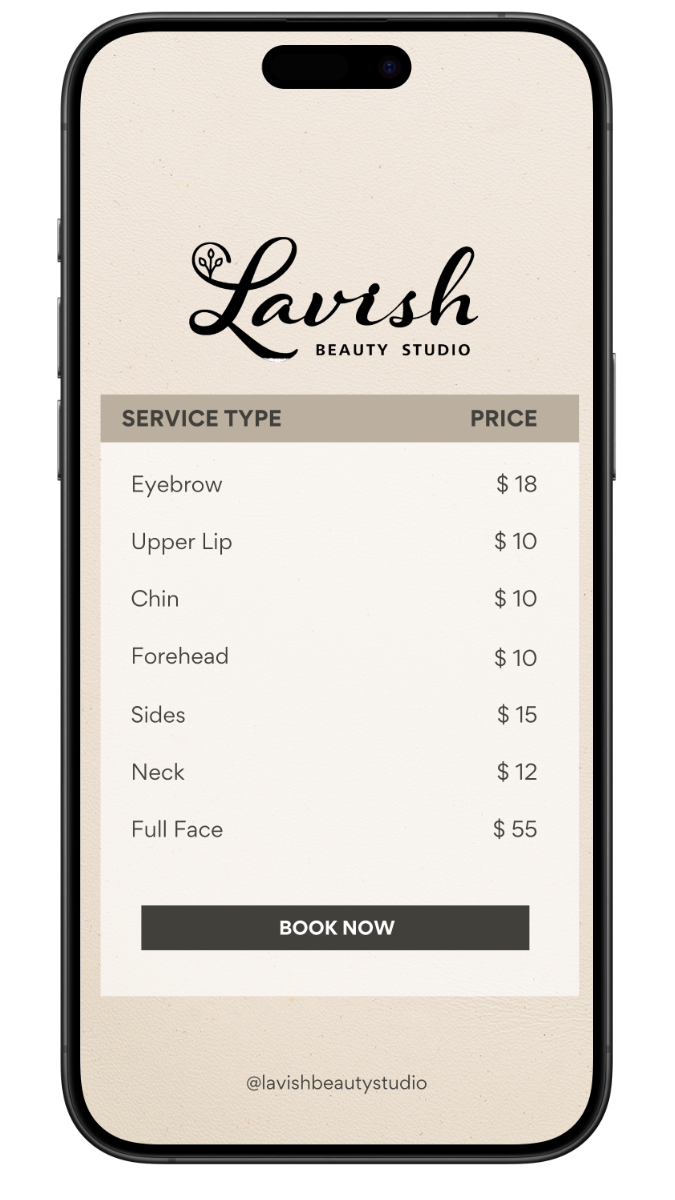 Lavish
BEAUTY STUDIO
SERVICE TYPE PRICE
Eyebrow $ 18
Upper Lip $ 10
Chin $ 10
Forehead $ 10
Sides $ 15
Neck $ 12
Full Face $ 55
BOOK NOW
@lavishbeautystudio